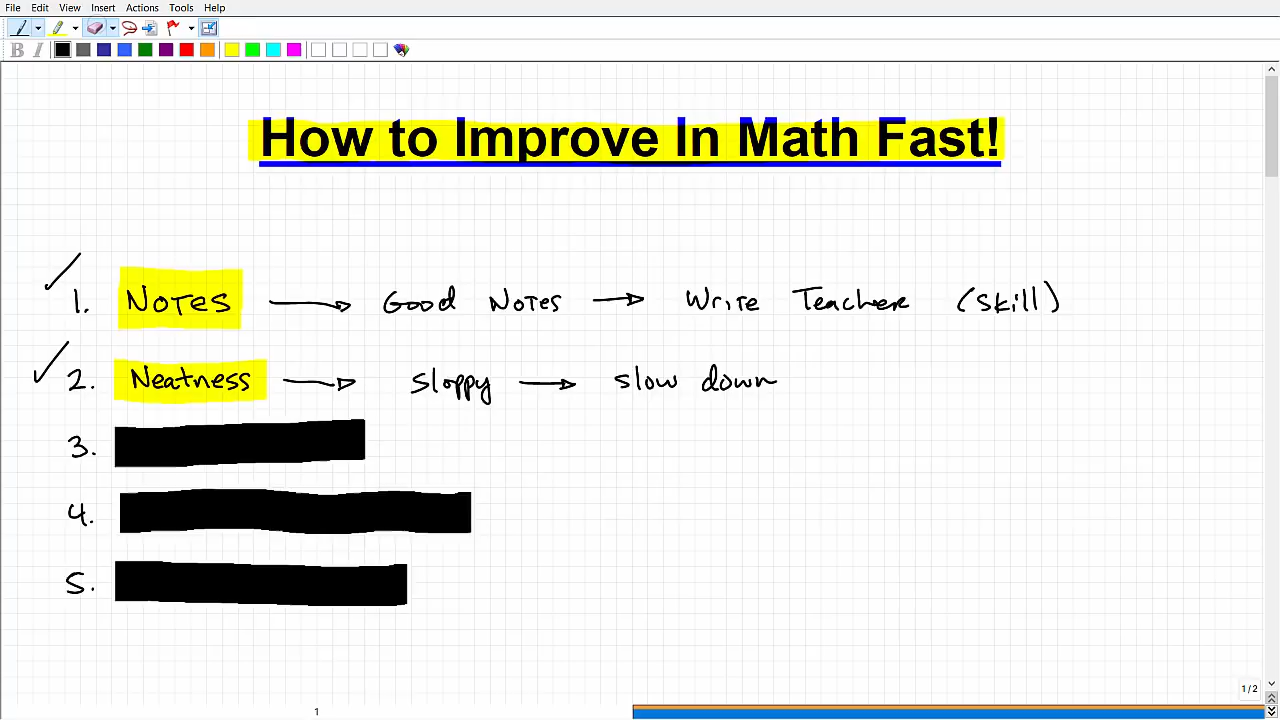 File Edit View Insert Actions Tools Help
B I
How to Improve In Math Fast!
1. Notes → Good Notes → Write Teacher (skill)
2. Neatness → sloppy → slow down
3.
4.
5.
1/2
1